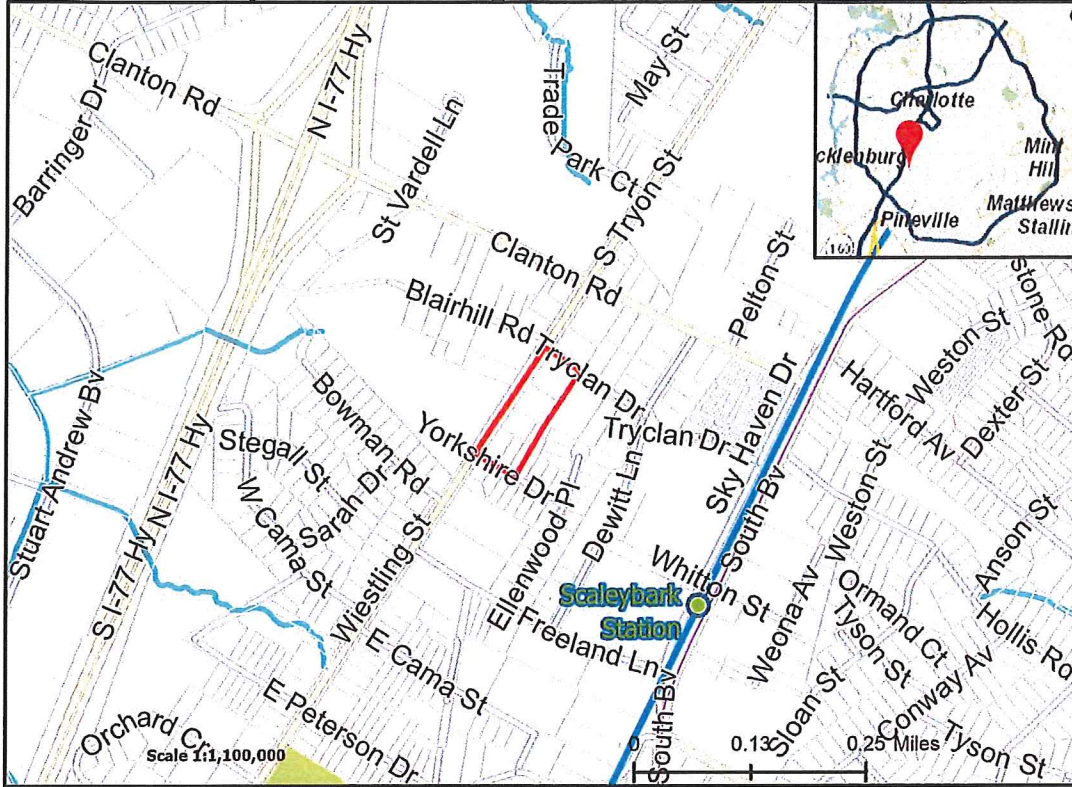 Clanton Rd
N I-77 Hy
Barringer Dr
St Vardell Ln
Trade
Park Ct
May St
S Tryon St
Clanton Rd
Pelton St
Charlotte
cklenburg
Mint
Hill
Matthews
Stallin
Pineville
Blairhill Rd
Tryclan Dr
Tryclan Dr
Sky Haven Dr
Hartford Av
Weston St
stone Rd
Dexter St
Stuart Andrew Bv
N I-77 Hy
S I-77 Hy
Bowman Rd
Stegall St
Sarah Dr
W Cama St
Yorkshire Dr
Wiestling St
Ellenwood Pl
Dewitt Ln
South Bv
Weston St
Anson St
Whitton St
Scaleybark
Station
Freeland Ln
E Cama St
E Peterson Dr
Orchard Cr
Scale 1:1,100,000
Weona Av
Ormand Ct
Tyson St
Hollis Rd
Conway Av
Sloan St
Tyson St
South Bv
0 0.13 0.25 Miles